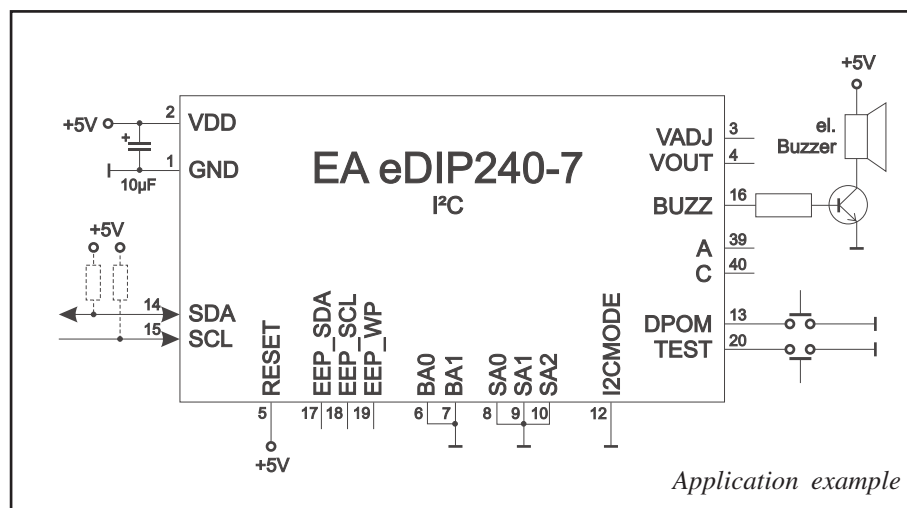 +5V
2
VDD
+5V
+
1
GND
10µF
EA eDIP240-7
I²C
VADJ
3
VOUT
4
BUZZ
16
el.
Buzzer
A
39
C
40
+5V
14
SDA
15
SCL
DPOM
13
TEST
20
RESET
EEP_SDA
EEP_SCL
EEP_WP
BA0
BA1
SA0
SA1
SA2
I2CMODE
5
17
18
19
6
7
8
9
10
12
+5V
Application example